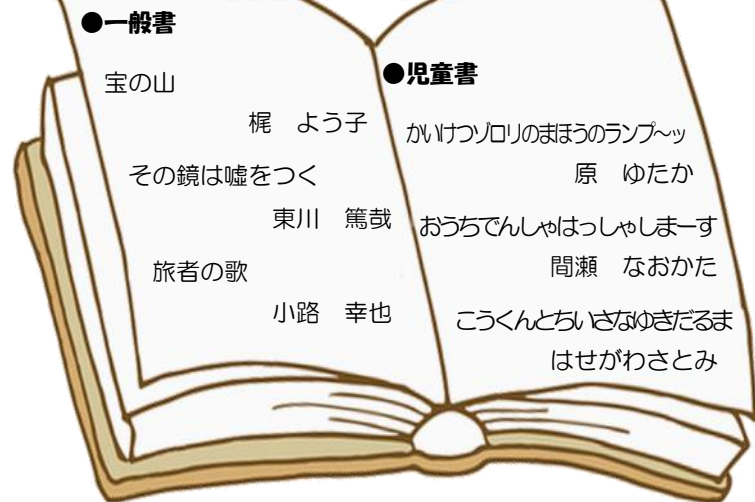 ●一般書
宝の山
梶　よう子
その鏡は嘘をつく
東川　篤哉
旅者の歌
小路　幸也
●児童書
かいけつゾロリのまほうのランプ～ッ
原　ゆたか
おうちでんしゃはっしゃしまーす
間瀬　なおかた
こうくんとちいさなゆきだるま
はせがわさとみ